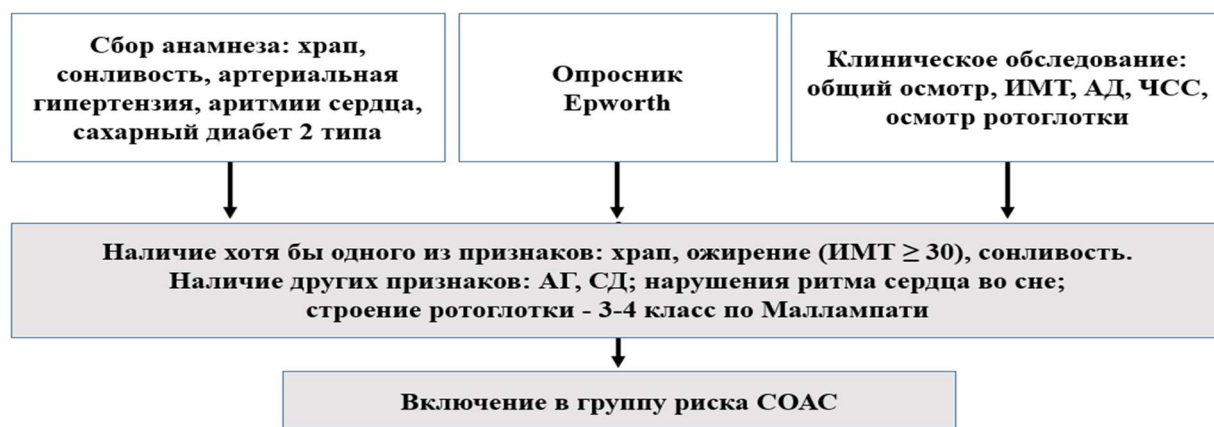 Сбор анамнеза: храп,
сонливость, артериальная
гипертензия, аритмии сердца,
сахарный диабет 2 типа
Опросник
Epworth
Клиническое обследование:
общий осмотр, ИМТ, АД, ЧСС,
осмотр ротоглотки
Наличие хотя бы одного из признаков: храп, ожирение (ИМТ ≥ 30), сонливость.
Наличие других признаков: АГ, СД; нарушения ритма сердца во сне;
строение ротоглотки - 3-4 класс по Маллампати
Включение в группу риска СОАС